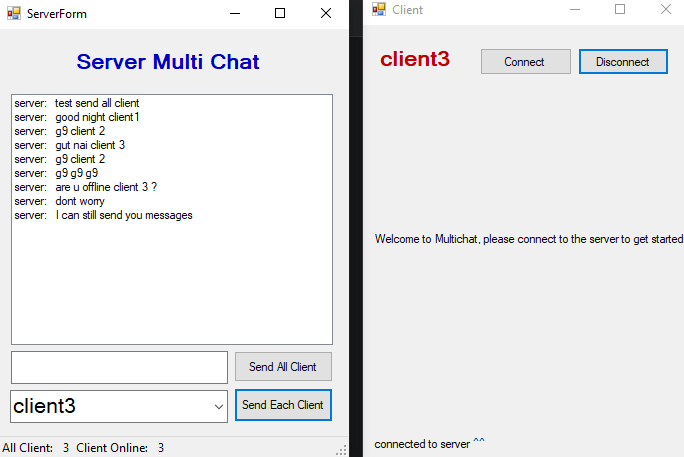 ServerForm
Server Multi Chat
server: test send all client
server: good night client1
server: g9 client 2
server: gut nai client 3
server: g9 client 2
server: g9 g9 g9
server: are u offline client 3 ?
server: dont worry
server: I can still send you messages
Send All Client
client3
Send Each Client
All Client: 3 Client Online: 3
Client
client3
Connect
Disconnect
Welcome to Multichat, please connect to the server to get started
connected to server ^^